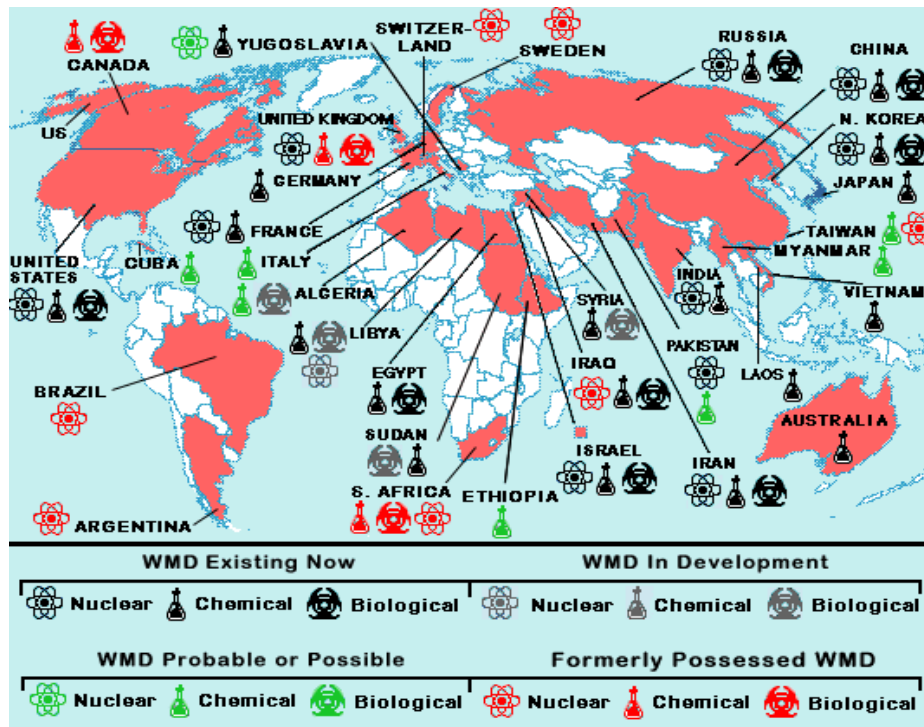 SWITZER-
LAND
YUGOSLAVIA
SWEDEN
RUSSIA
CHINA
CANADA
US
UNITED KINGDOM
N. KOREA
GERMANY
JAPAN
FRANCE
TAIWAN
MYANMAR
UNITED
STATES
CUBA
ITALY
INDIA
ALGERIA
VIETNAM
SYRIA
LIBYA
PAKISTAN
IRAQ
EGYPT
LAOS
BRAZIL
AUSTRALIA
SUDAN
ISRAEL
IRAN
S. AFRICA
ETHIOPIA
ARGENTINA
WMD Existing Now
Nuclear Chemical Biological
WMD In Development
Nuclear Chemical Biological
WMD Probable or Possible
Nuclear Chemical Biological
Formerly Possessed WMD
Nuclear Chemical Biological